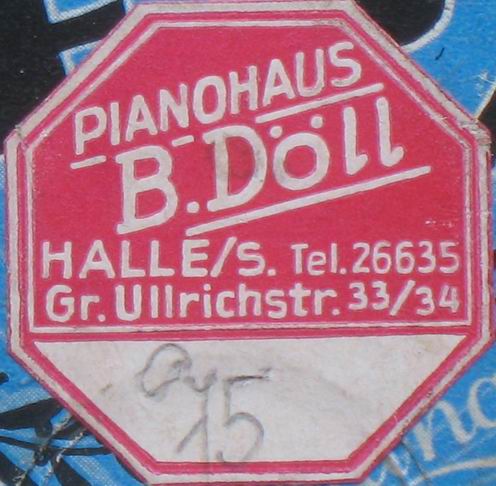 PIANOHAUS
B.Döll
HALLE/S. Tel.26635
Gr.Ullrichstr.33/34
15